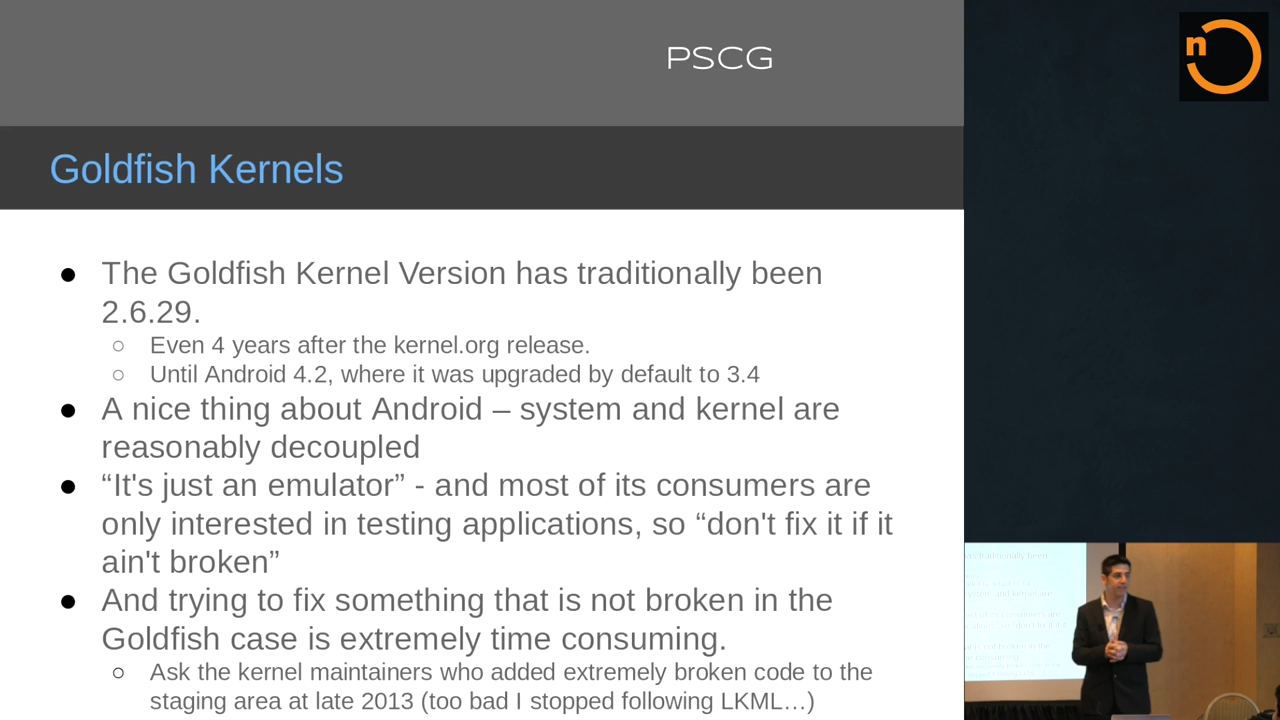 PSCG
n
Goldfish Kernels
● The Goldfish Kernel Version has traditionally been
2.6.29.
○ Even 4 years after the kernel.org release.
○ Until Android 4.2, where it was upgraded by default to 3.4
● A nice thing about Android – system and kernel are
reasonably decoupled
● “It's just an emulator” - and most of its consumers are
only interested in testing applications, so “don't fix it if it
ain't broken”
● And trying to fix something that is not broken in the
Goldfish case is extremely time consuming.
○ Ask the kernel maintainers who added extremely broken code to the
staging area at late 2013 (too bad I stopped following LKML…)